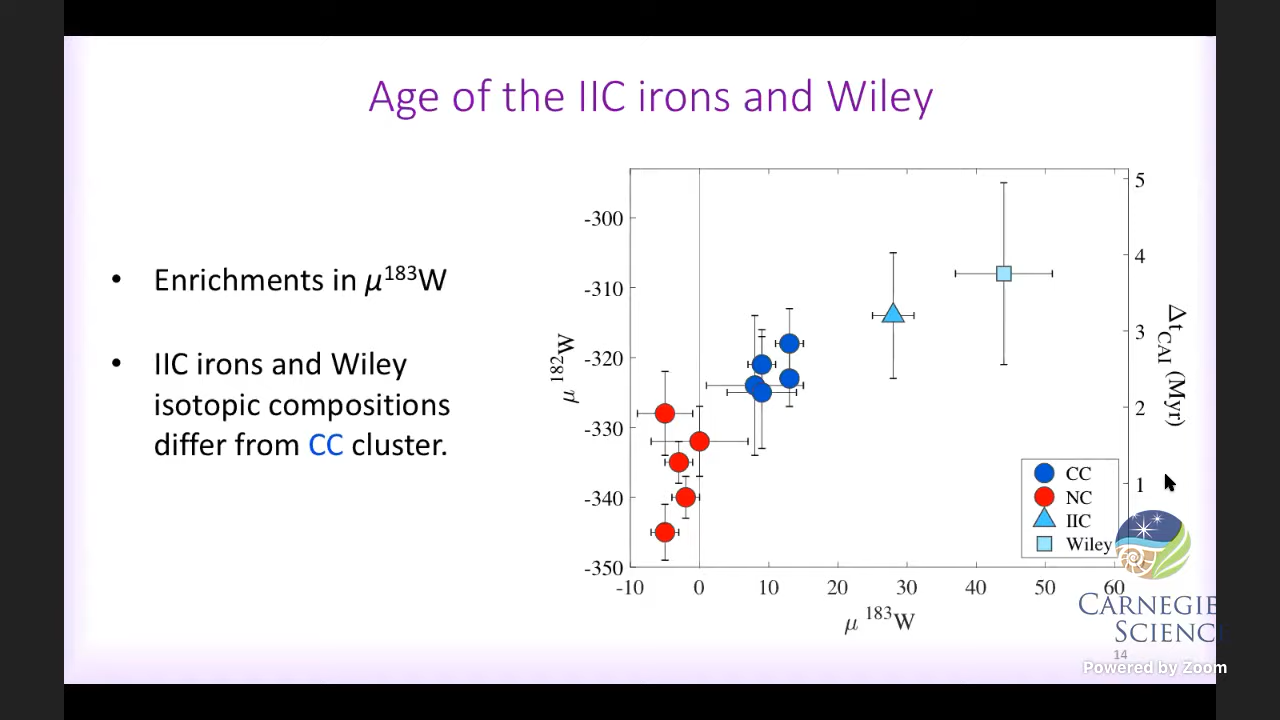 Age of the IIC irons and Wiley
• Enrichments in μ¹⁸³W
• IIC irons and Wiley
isotopic compositions
differ from CC cluster.
-300
-310
-320
-330
-340
-350
μ ¹⁸²W
-10 0 10 20 30 40 50 60
μ ¹⁸³W
5
4
3
2
1
Δt_CAI (Myr)
CC
NC
IIC
Wiley
CARNEGIE
SCIENC
14
Powered by Zoom